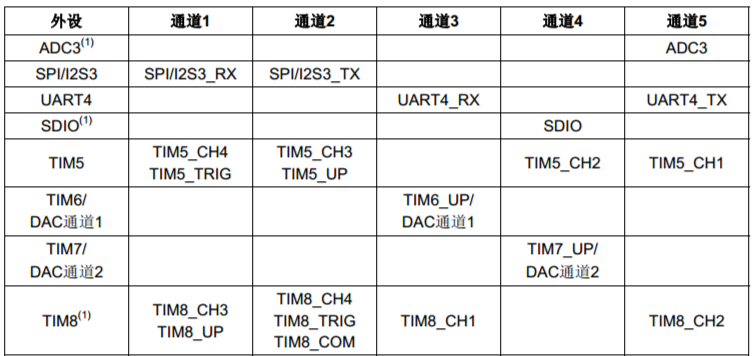 外设 通道1 通道2 通道3 通道4 通道5
ADC3(1) ADC3
SPI/I2S3 SPI/I2S3_RX SPI/I2S3_TX
UART4 UART4_RX UART4_TX
SDIO(1) SDIO
TIM5 TIM5_CH4 TIM5_CH3 TIM5_CH2 TIM5_CH1
TIM5_TRIG TIM5_UP
TIM6/ TIM6_UP/
DAC通道1 DAC通道1
TIM7/ TIM7_UP/
DAC通道2 DAC通道2
TIM8(1) TIM8_CH3 TIM8_CH4 TIM8_CH1 TIM8_CH2
TIM8_UP TIM8_TRIG
TIM8_COM